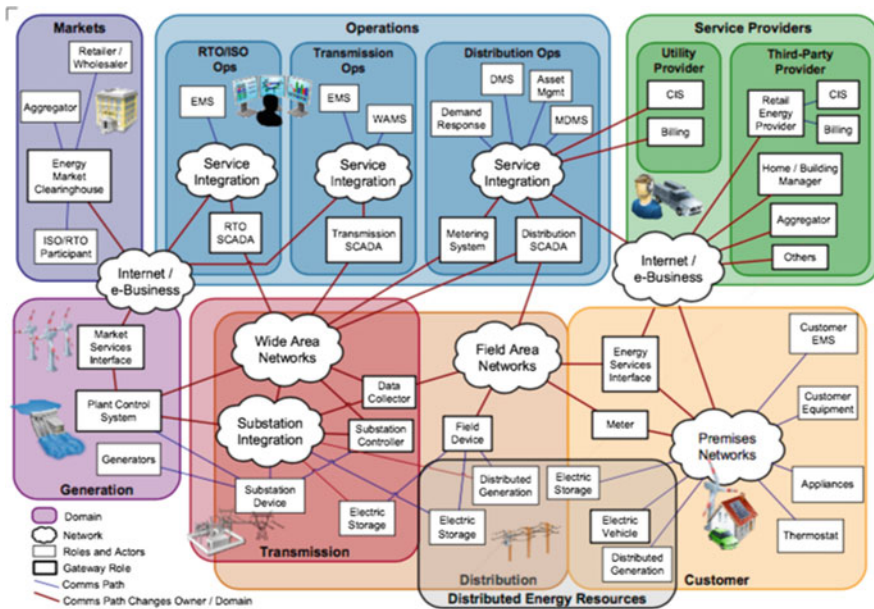 Markets
Retailer /
Wholesaler
Aggregator
Energy
Market
Clearinghouse
ISO/RTO
Participant
Operations
RTO/ISO
Ops
EMS
Service
Integration
RTO
SCADA
Transmission
Ops
EMS
WAMS
Service
Integration
Transmission
SCADA
Distribution Ops
DMS
Asset
Mgmt
Demand
Response
MDMS
Service
Integration
Metering
System
Distribution
SCADA
Service Providers
Utility
Provider
CIS
Billing
Third-Party
Provider
Retail
Energy
Provider
CIS
Billing
Home / Building
Manager
Aggregator
Others
Internet /
e-Business
Internet /
e-Business
Market
Services
Interface
Plant Control
System
Generators
Generation
Wide Area
Networks
Substation
Integration
Data
Collector
Substation
Controller
Substation
Device
Electric
Storage
Transmission
Field Area
Networks
Field
Device
Distributed
Generation
Electric
Storage
Distribution
Energy
Services
Interface
Meter
Premises
Networks
Customer
EMS
Customer
Equipment
Appliances
Thermostat
Electric
Storage
Electric
Vehicle
Distributed
Generation
Customer
Distributed Energy Resources
Domain
Network
Roles and Actors
Gateway Role
Comms Path
Comms Path Changes Owner / Domain